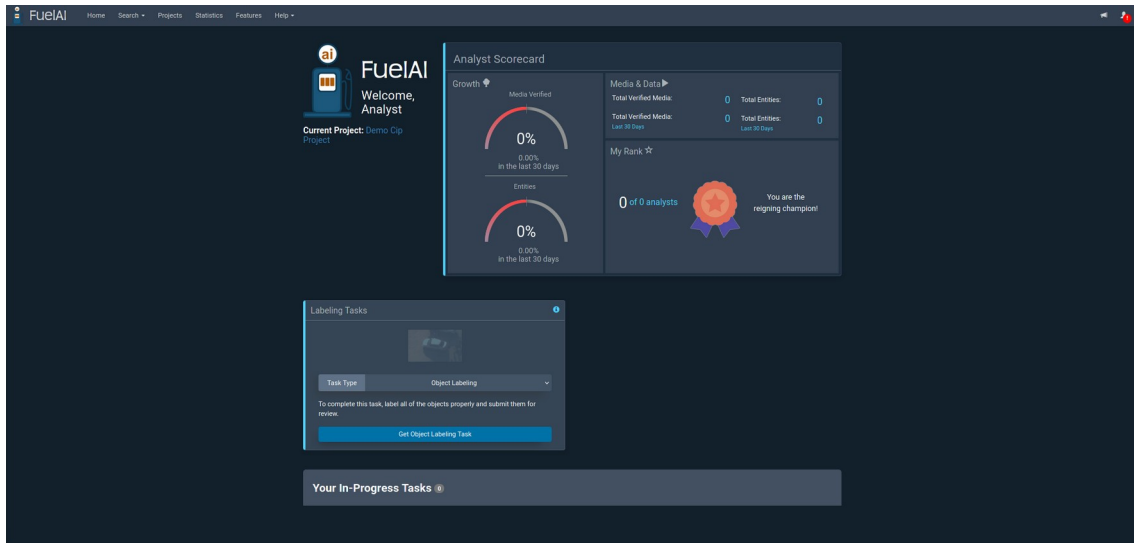 FuelAI Home Search Projects Statistics Features Help
ai
FuelAI
Welcome,
Analyst
Current Project: Demo Cip
Project
Analyst Scorecard
Growth
Media Verified
0%
0.00%
in the last 30 days
Entities
0%
0.00%
in the last 30 days
Media & Data
Total Verified Media: 0 Total Entities: 0
Total Verified Media: 0 Total Entities: 0
Last 30 Days Last 30 Days
My Rank
0 of 0 analysts
You are the
reigning champion!
Labeling Tasks
Task Type Object Labeling
To complete this task, label all of the objects properly and submit them for
review.
Get Object Labeling Task
Your In-Progress Tasks 0